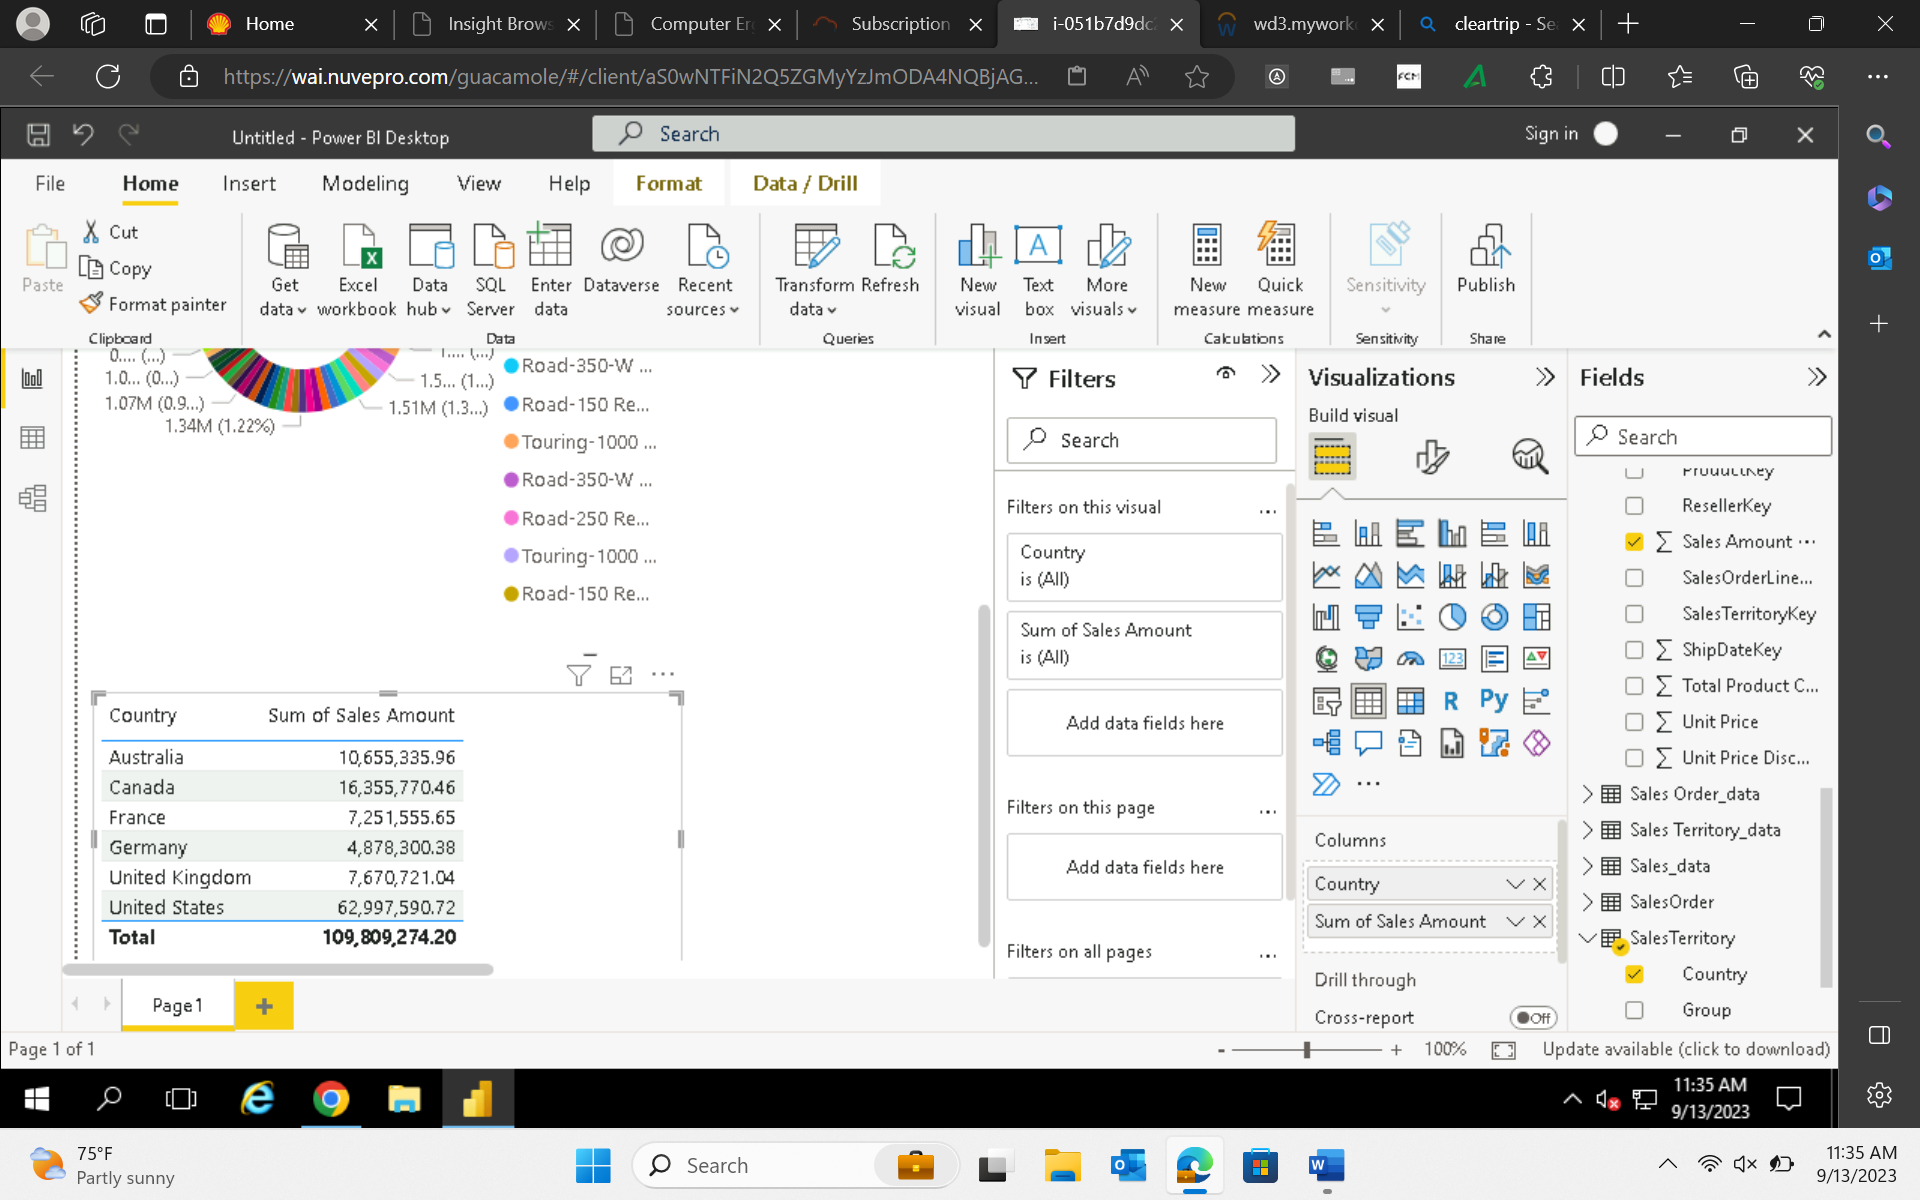 Home
Insight Brows
Computer En
Subscription
i-051b7d9dc2
wd3.mywork
cleartrip - Se
https://wai.nuvepro.com/guacamole/#/client/aS0wNTFiN2Q5ZGMyYzJmODA4NQBjAG...
Untitled - Power BI Desktop
Search
Sign in
File Home Insert Modeling View Help Format Data / Drill
Paste
Cut
Copy
Format painter
Get data
Excel workbook
Data hub
SQL Server
Enter data
Dataverse
Recent sources
Transform data
Refresh
New visual
Text box
More visuals
New measure
Quick measure
Sensitivity
Publish
Clipboard
Data
Queries
Insert
Calculations
Sensitivity
Share
0.... (...)
1.0... (0...)
1.07M (0.9...)
1.34M (1.22%)
1.... (...)
1.5... (1...)
1.51M (1.3...)
Road-350-W ...
Road-150 Re...
Touring-1000 ...
Road-350-W ...
Road-250 Re...
Touring-1000 ...
Road-150 Re...
Country Sum of Sales Amount
Australia 10,655,335.96
Canada 16,355,770.46
France 7,251,555.65
Germany 4,878,300.38
United Kingdom 7,670,721.04
United States 62,997,590.72
Total 109,809,274.20
Filters
Search
Filters on this visual ...
Country
is (All)
Sum of Sales Amount
is (All)
Add data fields here
Filters on this page ...
Add data fields here
Filters on all pages ...
Visualizations
Build visual
123
R
Py
...
Columns
Country
Sum of Sales Amount
Drill through
Cross-report
Off
Fields
Search
ProductKey
ResellerKey
Sales Amount ...
SalesOrderLine...
SalesTerritoryKey
ShipDateKey
Total Product C...
Unit Price
Unit Price Disc...
Sales Order_data
Sales Territory_data
Sales_data
SalesOrder
SalesTerritory
Country
Group
Page1
Page 1 of 1
- + 100%
Update available (click to download)
11:35 AM
9/13/2023
75°F
Partly sunny
Search
11:35 AM
9/13/2023